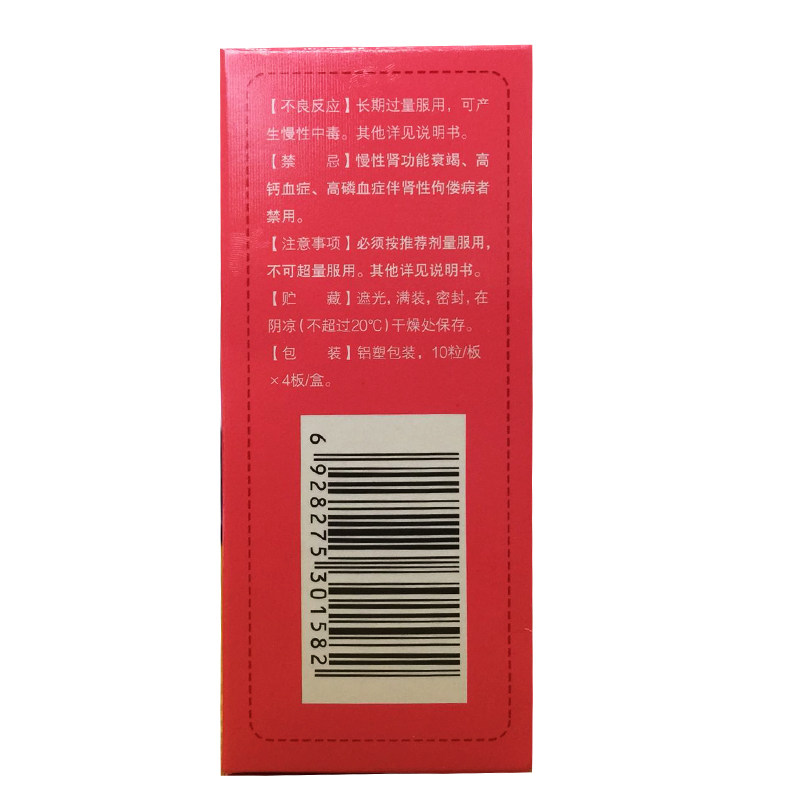 【不良反应】长期过量服用，可产
生慢性中毒。其他详见说明书。
【禁　　忌】慢性肾功能衰竭、高
钙血症、高磷血症伴肾性佝偻病者
禁用。
【注意事项】必须按推荐剂量服用，
不可超量服用。其他详见说明书。
【贮　　藏】遮光，满装，密封，在
阴凉（不超过20℃）干燥处保存。
【包　　装】铝塑包装，10粒/板
×4板/盒。
6 928275 301582